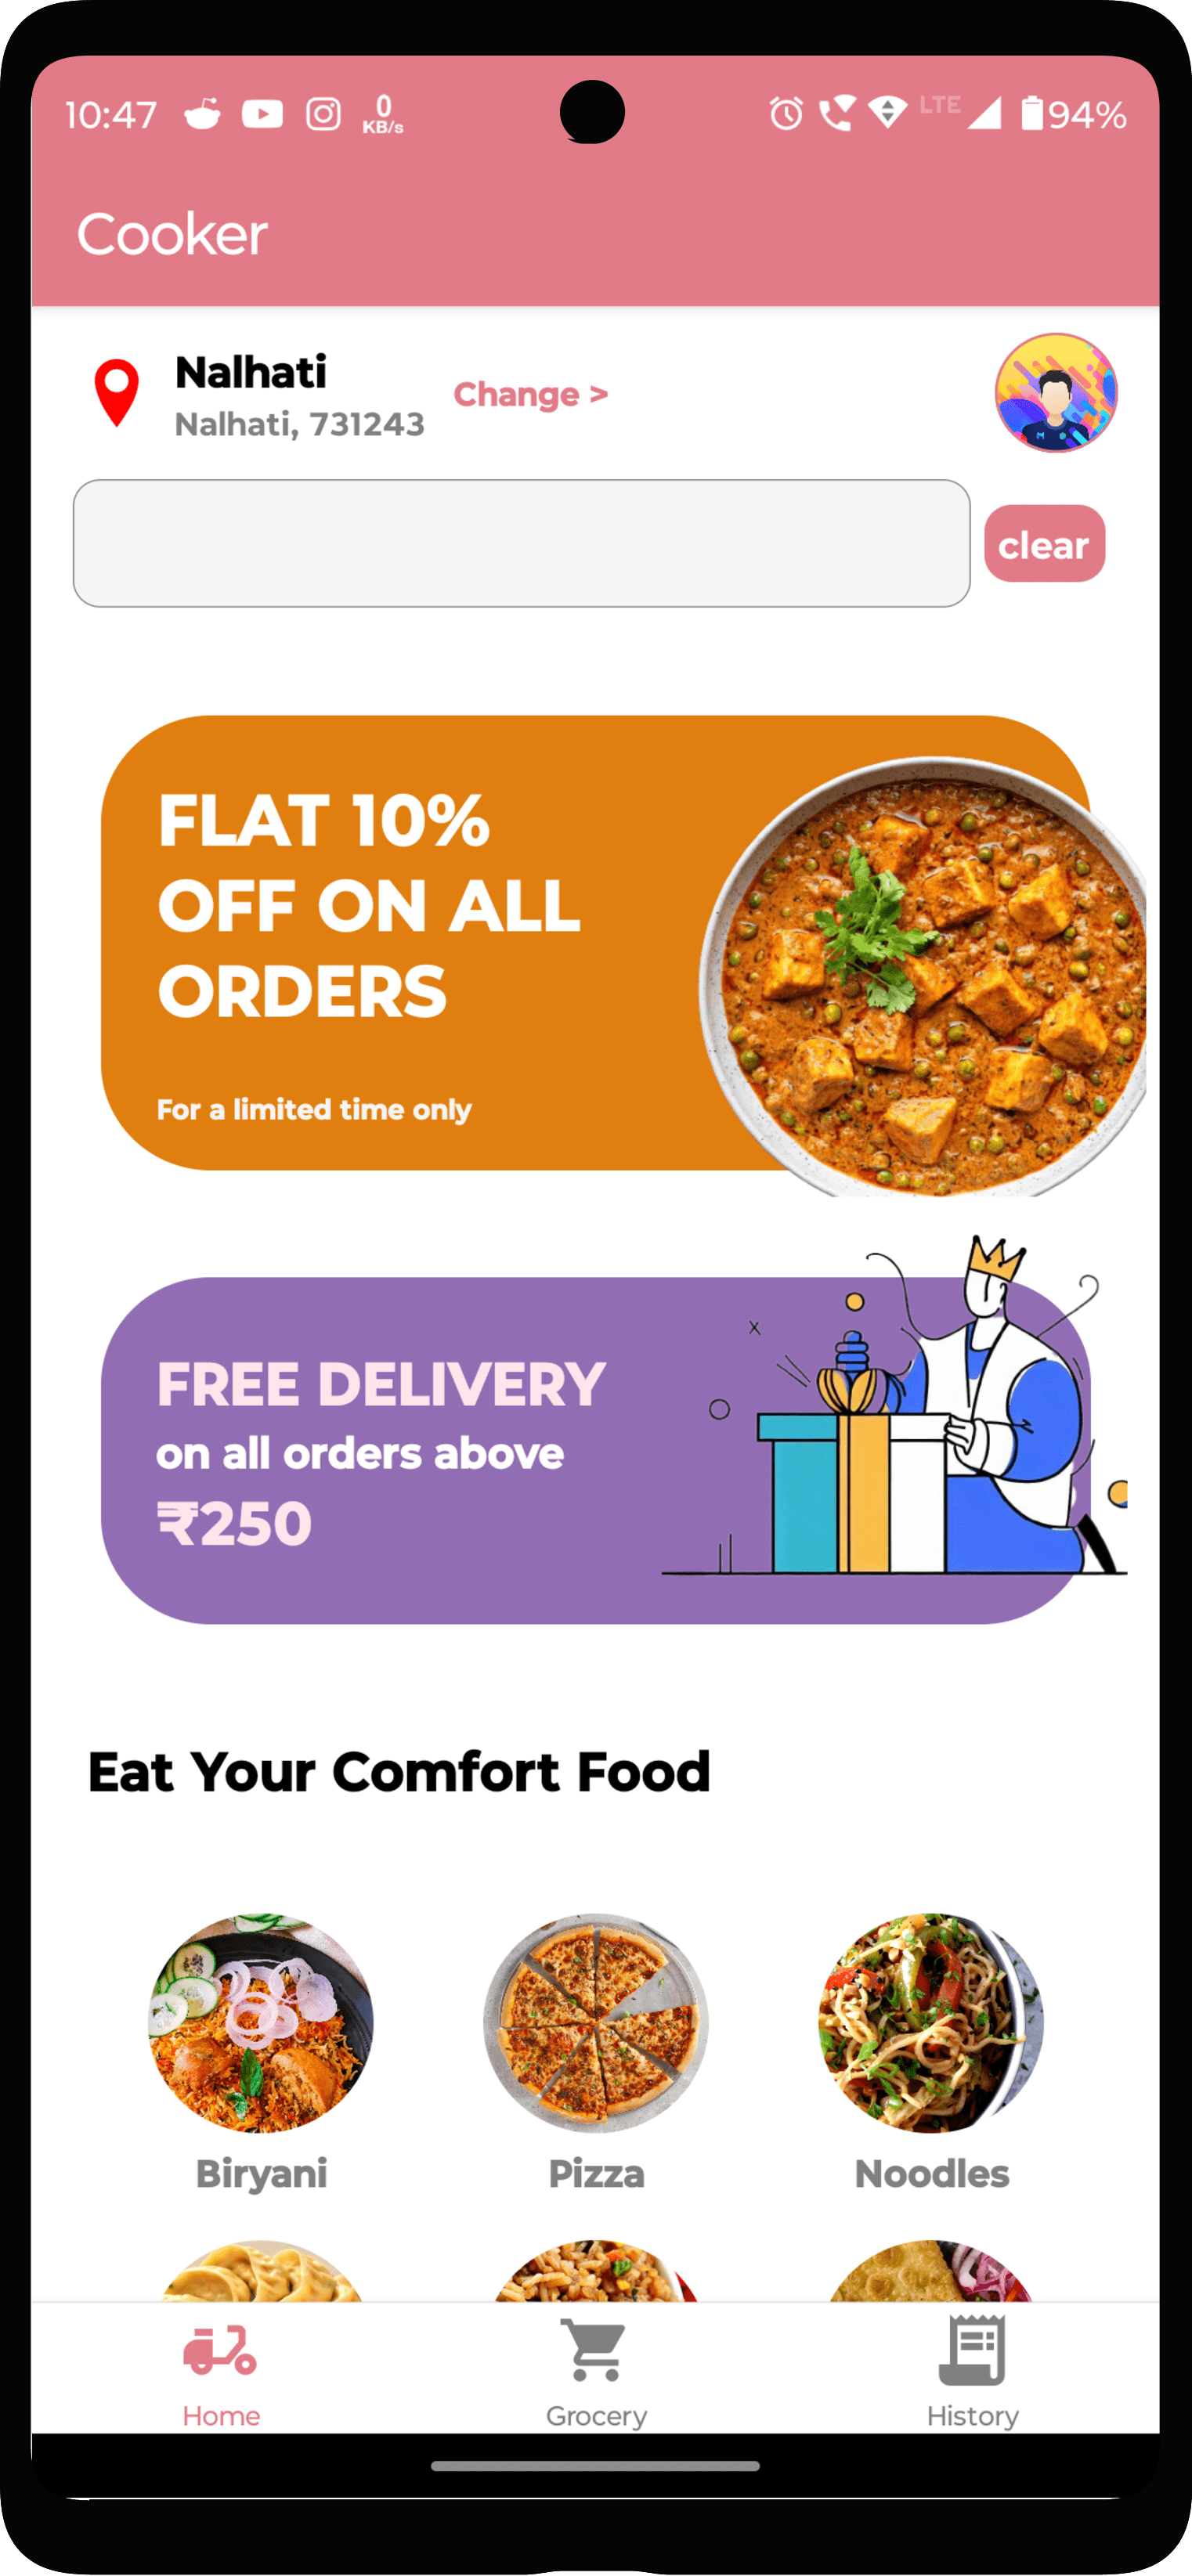 10:47 0 KB/s LTE 94%
Cooker
Nalhati
Nalhati, 731243
Change >
clear
FLAT 10%
OFF ON ALL
ORDERS
For a limited time only
FREE DELIVERY
on all orders above
₹250
Eat Your Comfort Food
Biryani Pizza Noodles
Home Grocery History